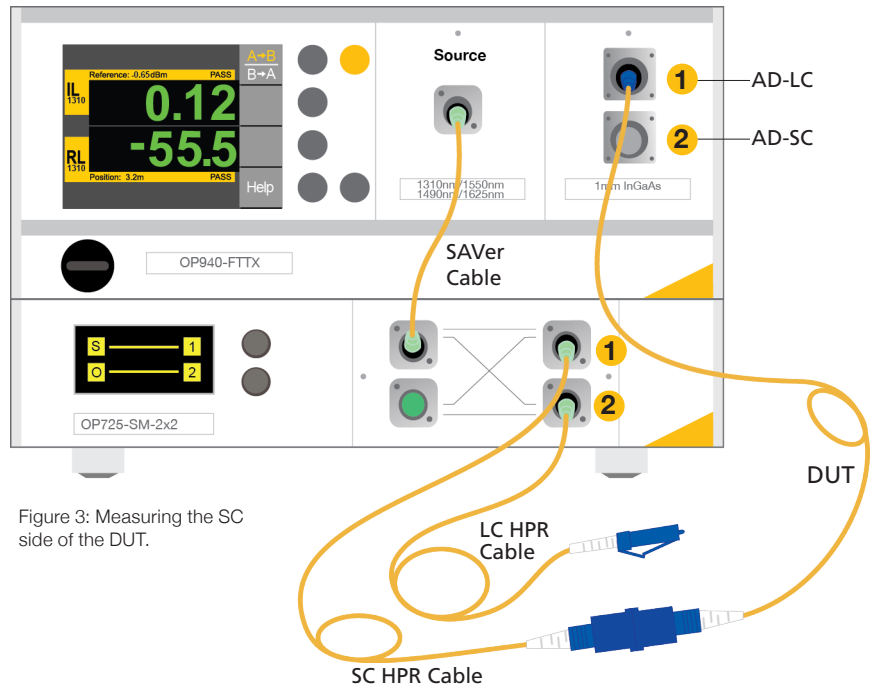 Reference: -0.65dBm PASS
IL
1310
0.12
RL
1310
-55.5
Position: 3.2m PASS
A→B
B→A
Help
Source
1310nm/1550nm
1490nm/1625nm
1 AD-LC
2 AD-SC
1mm InGaAs
OP940-FTTX
SAVer
Cable
S 1
O 2
OP725-SM-2x2
1
2
DUT
Figure 3: Measuring the SC
side of the DUT.
LC HPR
Cable
SC HPR Cable